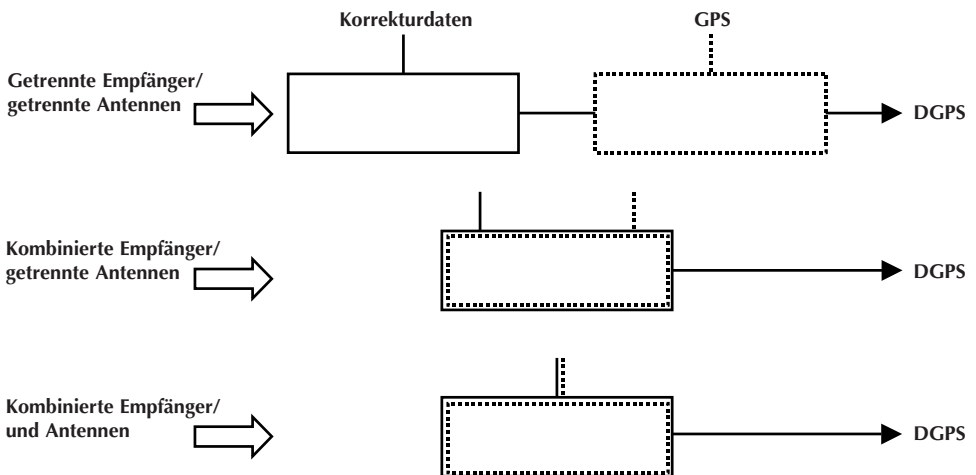 Korrekturdaten
GPS
Getrennte Empfänger/
getrennte Antennen
DGPS
Kombinierte Empfänger/
getrennte Antennen
DGPS
Kombinierte Empfänger/
und Antennen
DGPS